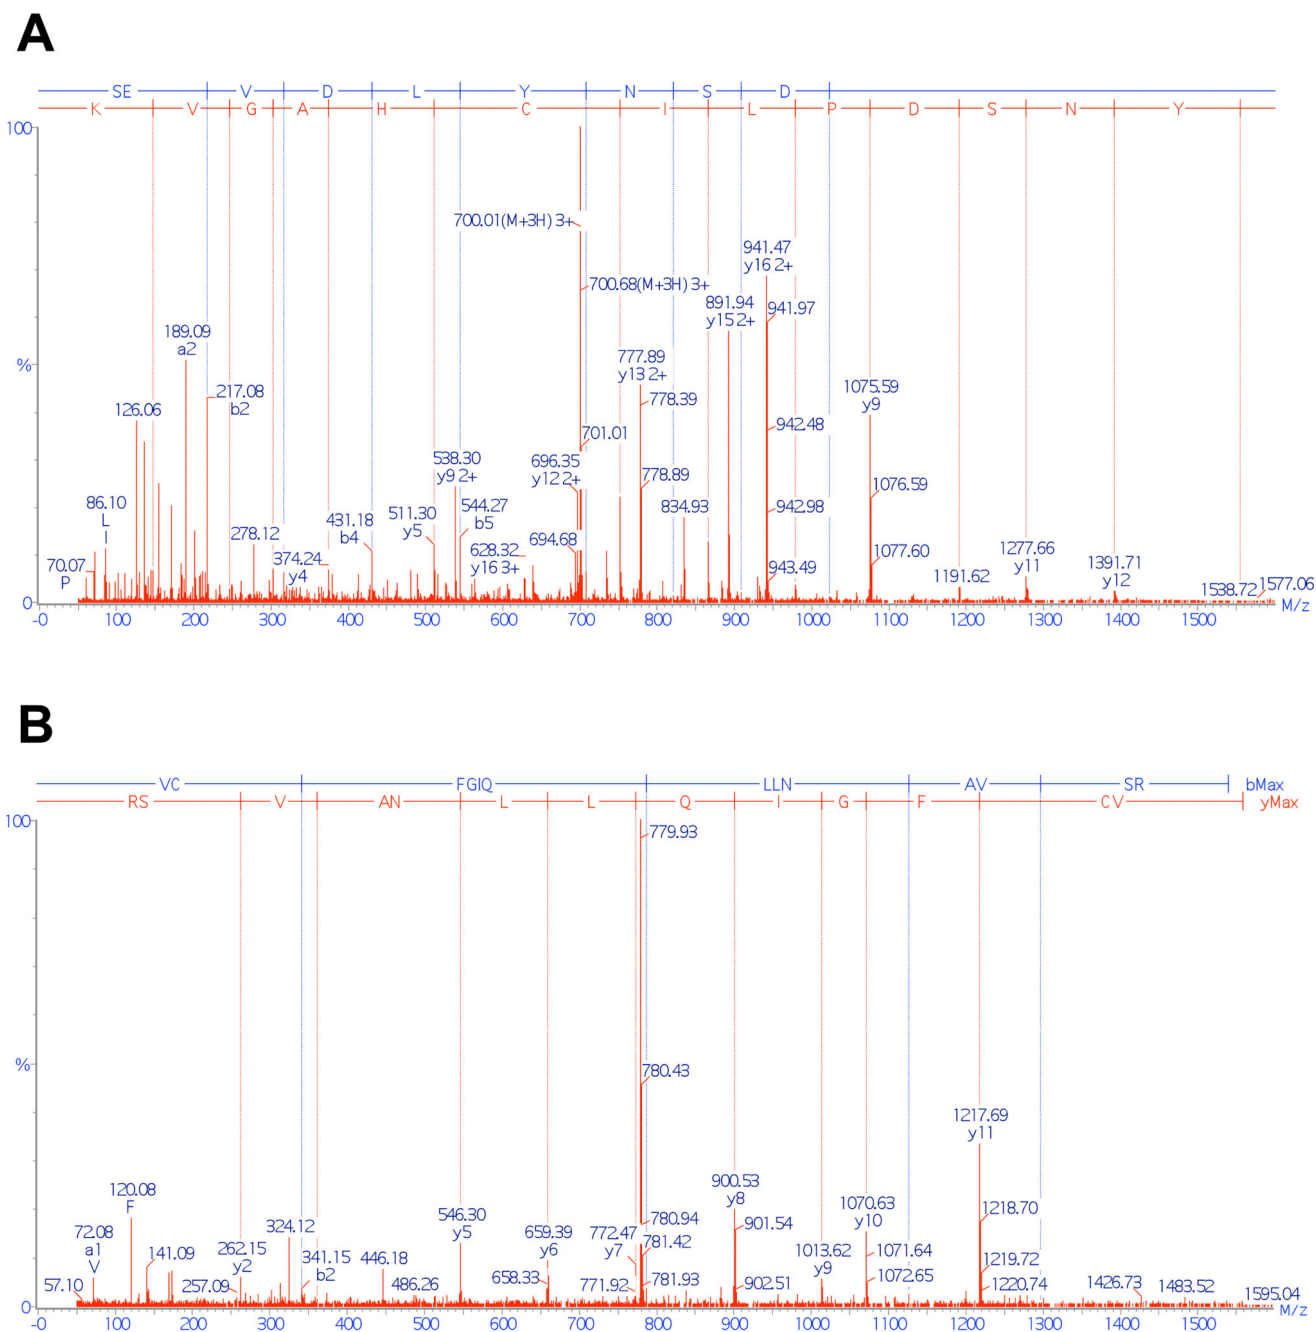 A
SE V D L Y N S D
K V G A H C I L P D S N Y
100
700.01(M+3H)3+
941.47
y16 2+
700.68(M+3H)3+
891.94
y15 2+
941.97
189.09
a2
777.89
y13 2+
%
1075.59
y9
217.08
b2
778.39
126.06
942.48
701.01
538.30
y9 2+
696.35
y12 2+
778.89
1076.59
86.10
L
I
431.18
b4
511.30
y5
544.27
b5
834.93
942.98
278.12
694.68
628.32
y16 3+
1077.60
1277.66
y11
70.07
P
374.24
y4
943.49
1191.62
1391.71
y12
1538.72
1577.06
0
-0 100 200 300 400 500 600 700 800 900 1000 1100 1200 1300 1400 1500
M/z
B
VC FGIQ LLN AV SR bMax
RS V AN L L Q I G F CV yMax
100
779.93
%
780.43
1217.69
y11
120.08
F
900.53
y8
1070.63
y10
1218.70
72.08
a1
V
324.12
546.30
y5
780.94
901.54
141.09
262.15
y2
341.15
b2
446.18
659.39
y6
772.47
y7
781.42
1013.62
y9
1071.64
1219.72
57.10
257.09
486.26
658.33
771.92
781.93
902.51
1072.65
1220.74
1426.73
1483.52
1595.04
0
-0 100 200 300 400 500 600 700 800 900 1000 1100 1200 1300 1400 1500
M/z